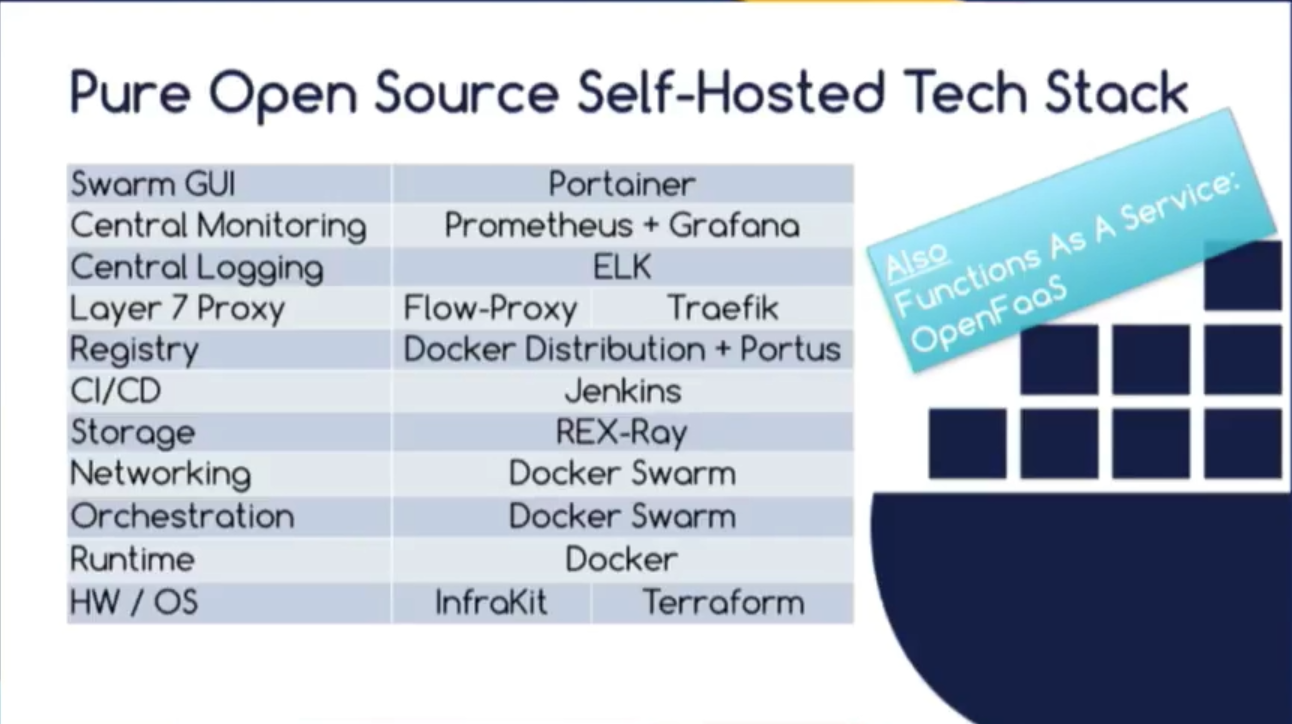 Pure Open Source Self-Hosted Tech Stack
Swarm GUI Portainer
Central Monitoring Prometheus + Grafana
Central Logging ELK
Layer 7 Proxy Flow-Proxy Traefik
Registry Docker Distribution + Portus
CI/CD Jenkins
Storage REX-Ray
Networking Docker Swarm
Orchestration Docker Swarm
Runtime Docker
HW / OS InfraKit Terraform
Also
Functions As A Service:
OpenFaaS